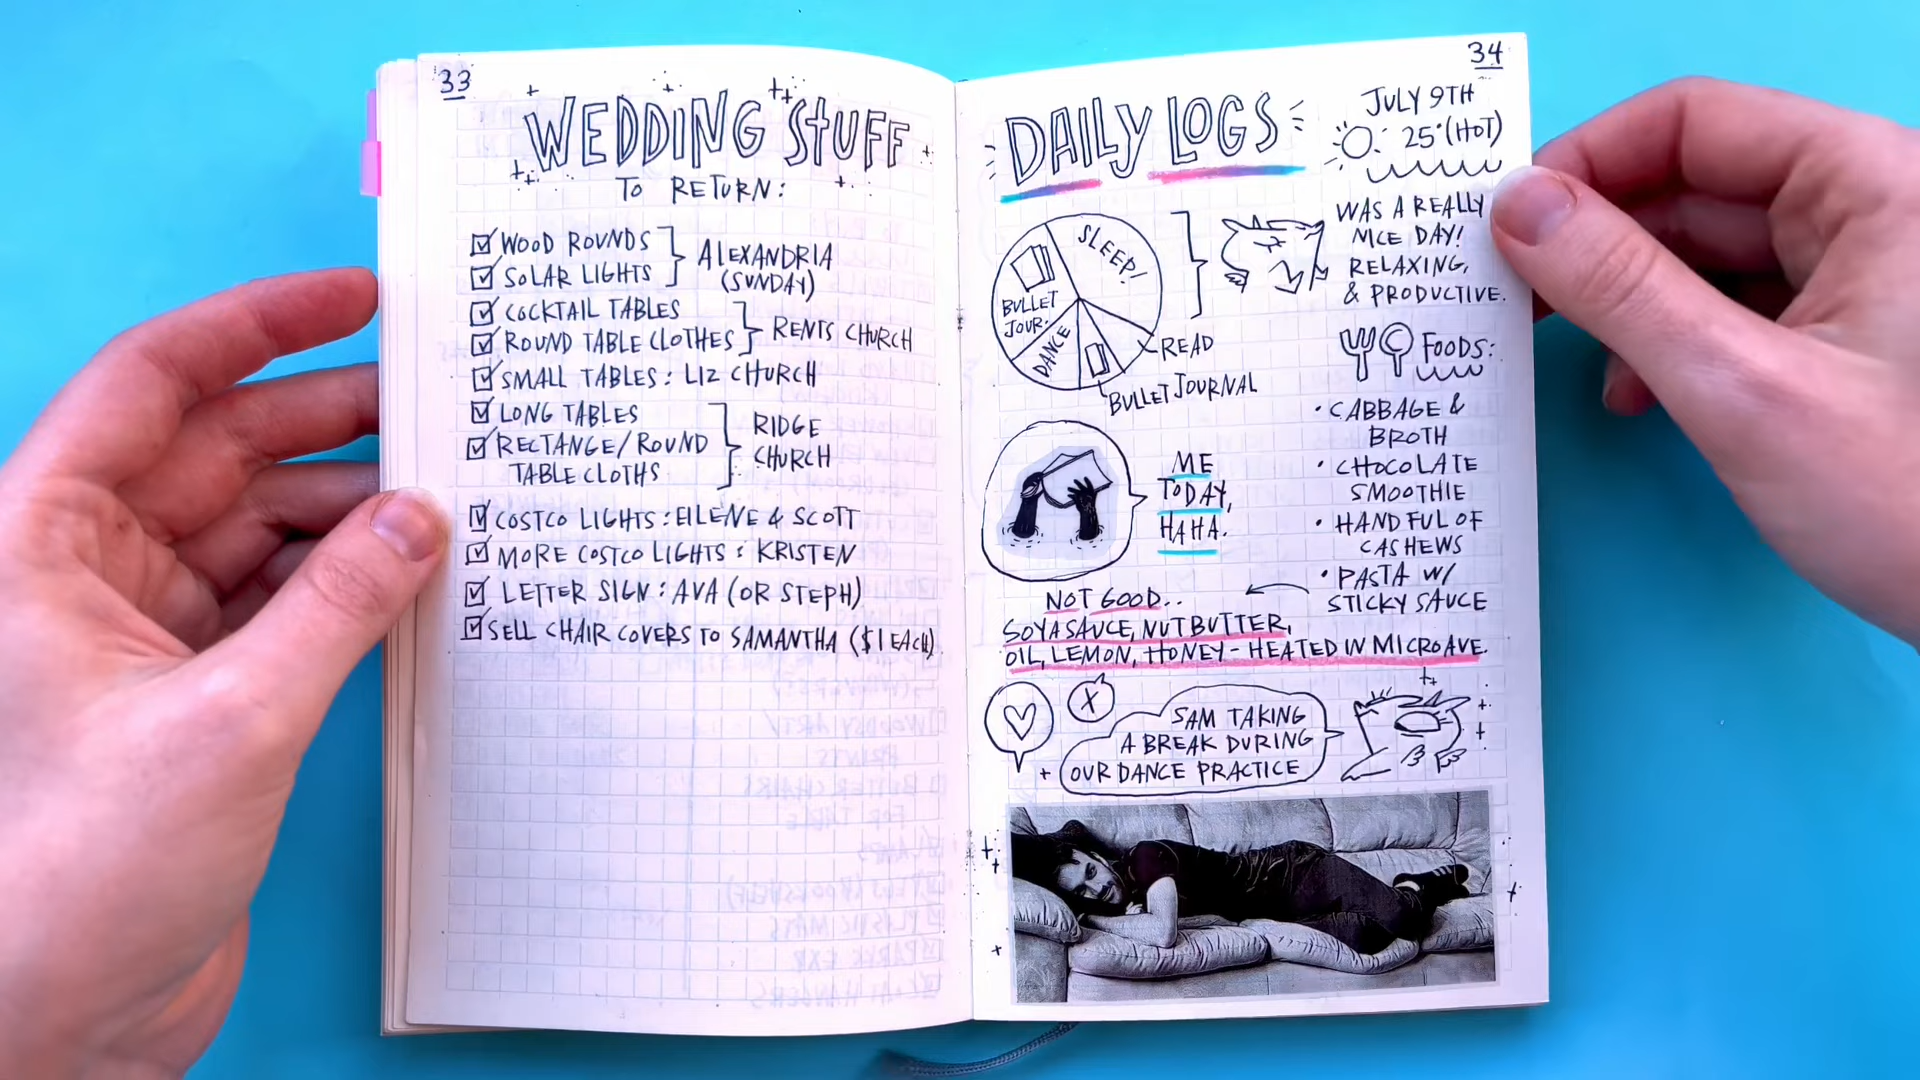 33
WEDDING STUFF
TO RETURN:
WOOD ROUNDS
SOLAR LIGHTS
ALEXANDRIA
(SUNDAY)
COCKTAIL TABLES
ROUND TABLE CLOTHES
RENTS CHURCH
SMALL TABLES: LIZ CHURCH
LONG TABLES
RECTANGE/ROUND
TABLE CLOTHS
RIDGE
CHURCH
COSTCO LIGHTS: EILENE & SCOTT
MORE COSTCO LIGHTS: KRISTEN
LETTER SIGN: AVA (OR STEPH)
SELL CHAIR COVERS TO SAMANTHA ($1 EACH)
34
DAILY LOGS
JULY 9TH
25° (HOT)
SLEEP!
BULLET
JOUR.
DANCE
READ
BULLET JOURNAL
WAS A REALLY
NICE DAY!
RELAXING,
& PRODUCTIVE.
FOODS:
• CABBAGE &
BROTH
• CHOCOLATE
SMOOTHIE
• HANDFUL OF
CASHEWS
• PASTA W/
STICKY SAUCE
ME
TODAY,
HAHA.
NOT GOOD..
SOYA SAUCE, NUT BUTTER,
OIL, LEMON, HONEY - HEATED IN MICROAVE.
X
SAM TAKING
A BREAK DURING
OUR DANCE PRACTICE